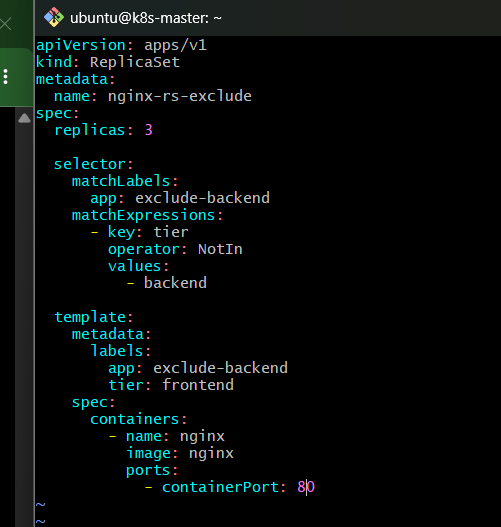 ubuntu@k8s-master: ~
apiVersion: apps/v1
kind: ReplicaSet
metadata:
  name: nginx-rs-exclude
spec:
  replicas: 3

  selector:
    matchLabels:
      app: exclude-backend
    matchExpressions:
      - key: tier
        operator: NotIn
        values:
          - backend

  template:
    metadata:
      labels:
        app: exclude-backend
        tier: frontend
    spec:
      containers:
        - name: nginx
          image: nginx
          ports:
            - containerPort: 80
~
~